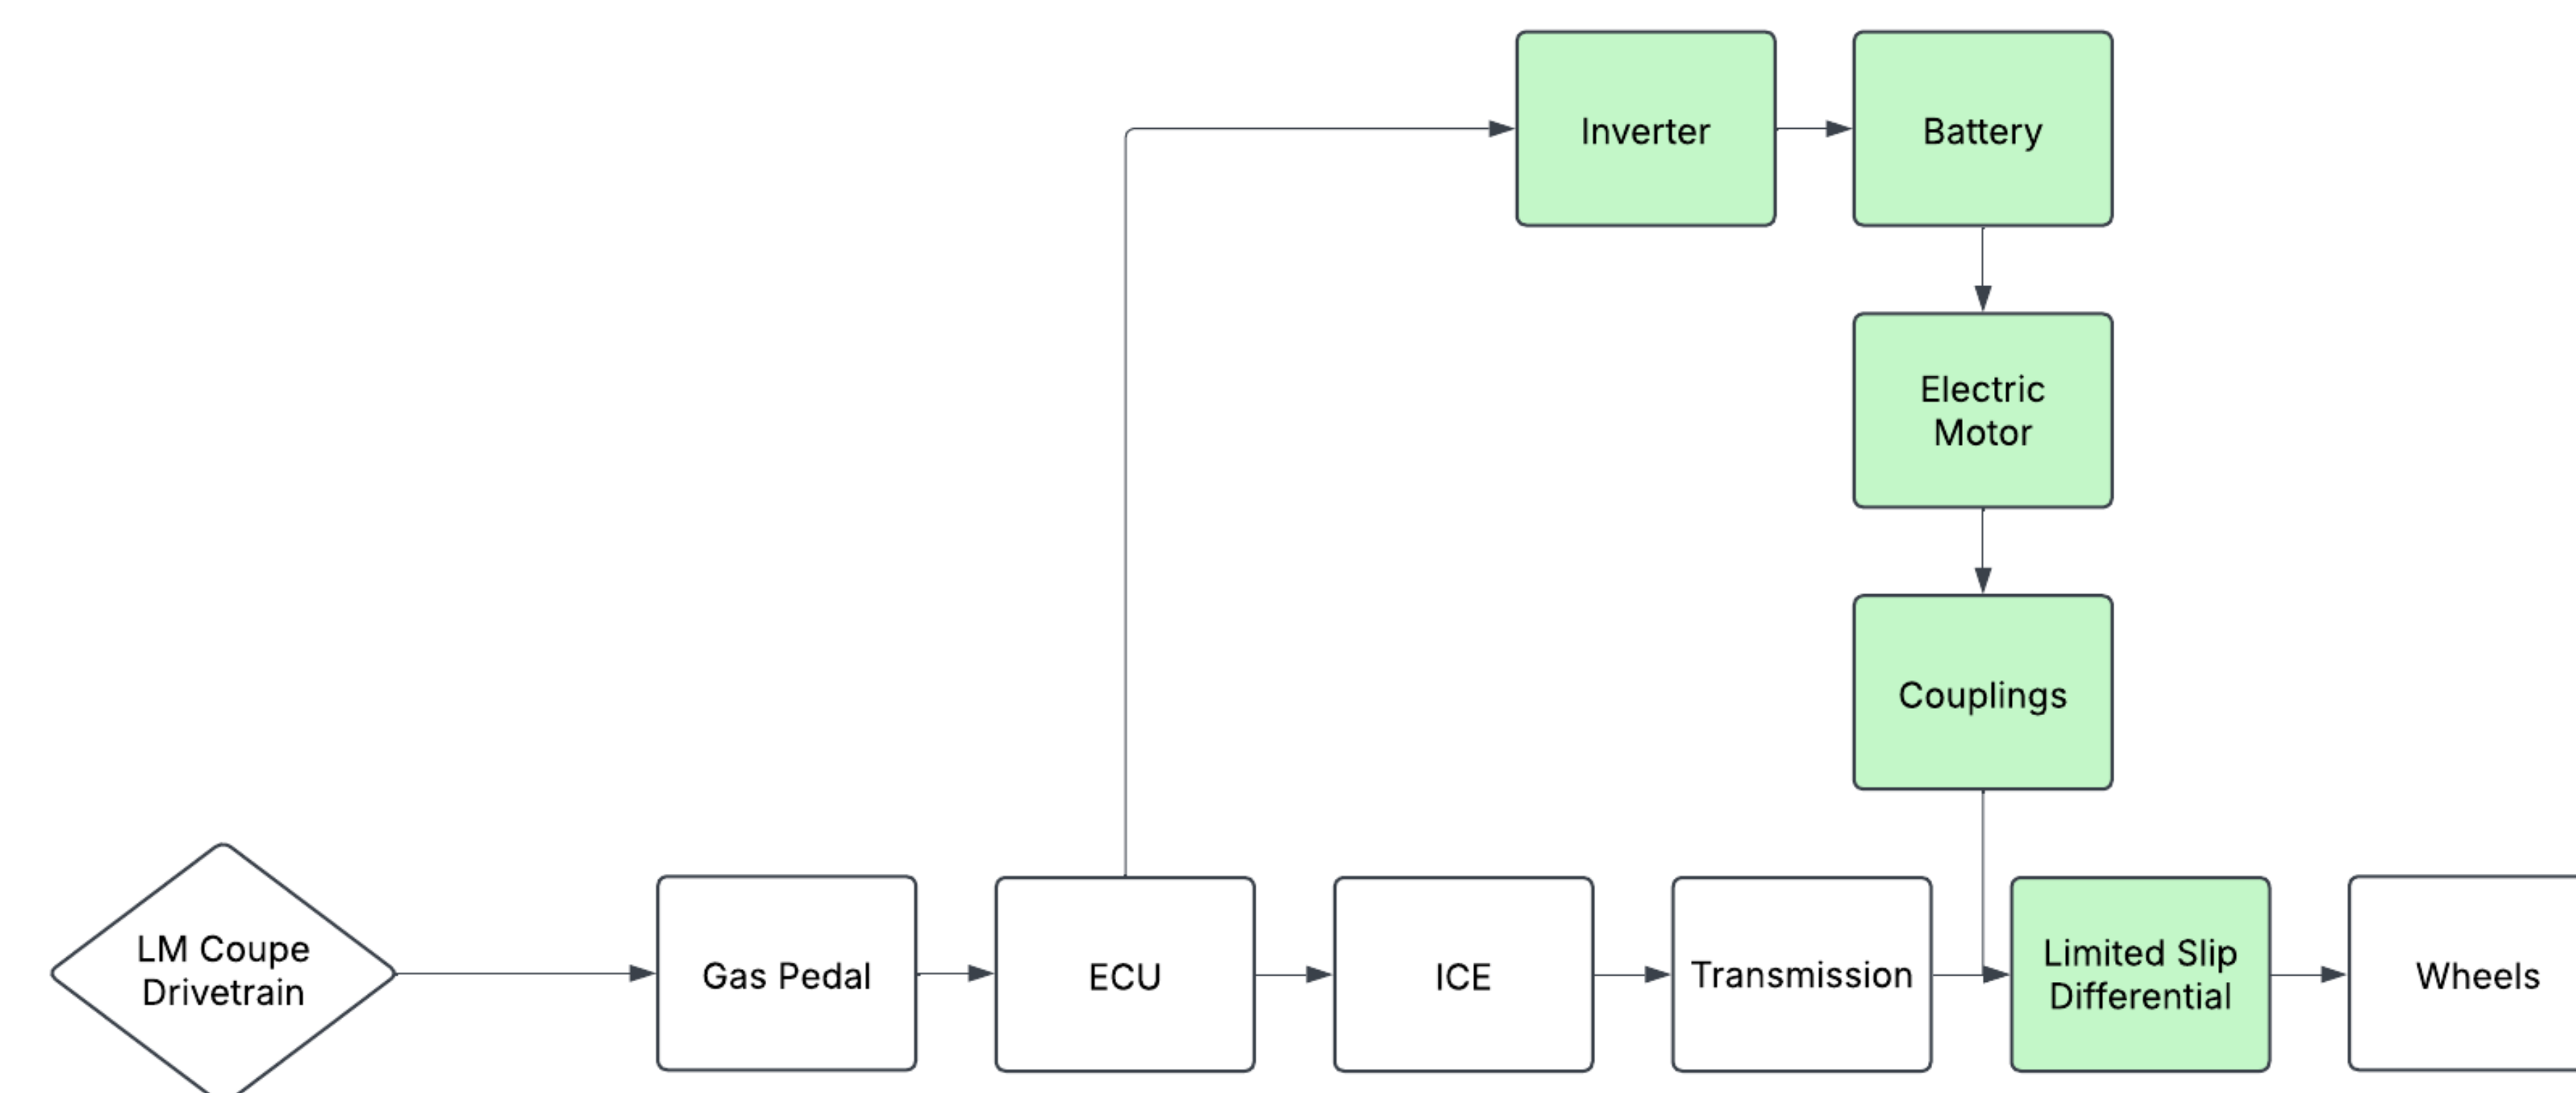 Inverter
Battery
Electric
Motor
Couplings
LM Coupe
Drivetrain
Gas Pedal
ECU
ICE
Transmission
Limited Slip
Differential
Wheels